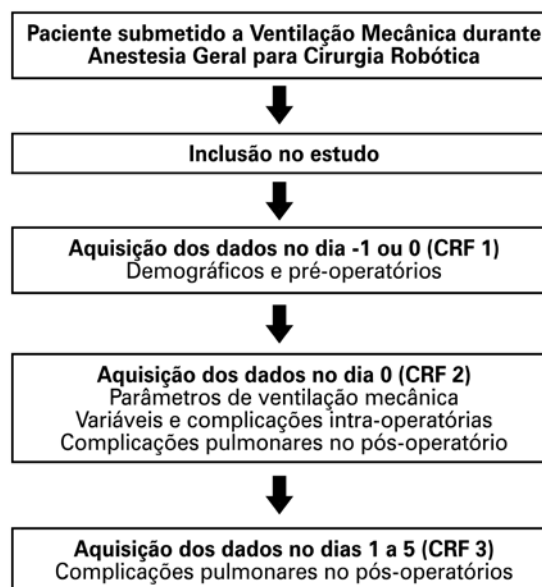 Paciente submetido a Ventilação Mecânica durante
Anestesia Geral para Cirurgia Robótica
Inclusão no estudo
Aquisição dos dados no dia -1 ou 0 (CRF 1)
Demográficos e pré-operatórios
Aquisição dos dados no dia 0 (CRF 2)
Parâmetros de ventilação mecânica
Variáveis e complicações intra-operatórias
Complicações pulmonares no pós-operatório
Aquisição dos dados no dias 1 a 5 (CRF 3)
Complicações pulmonares no pós-operatórios